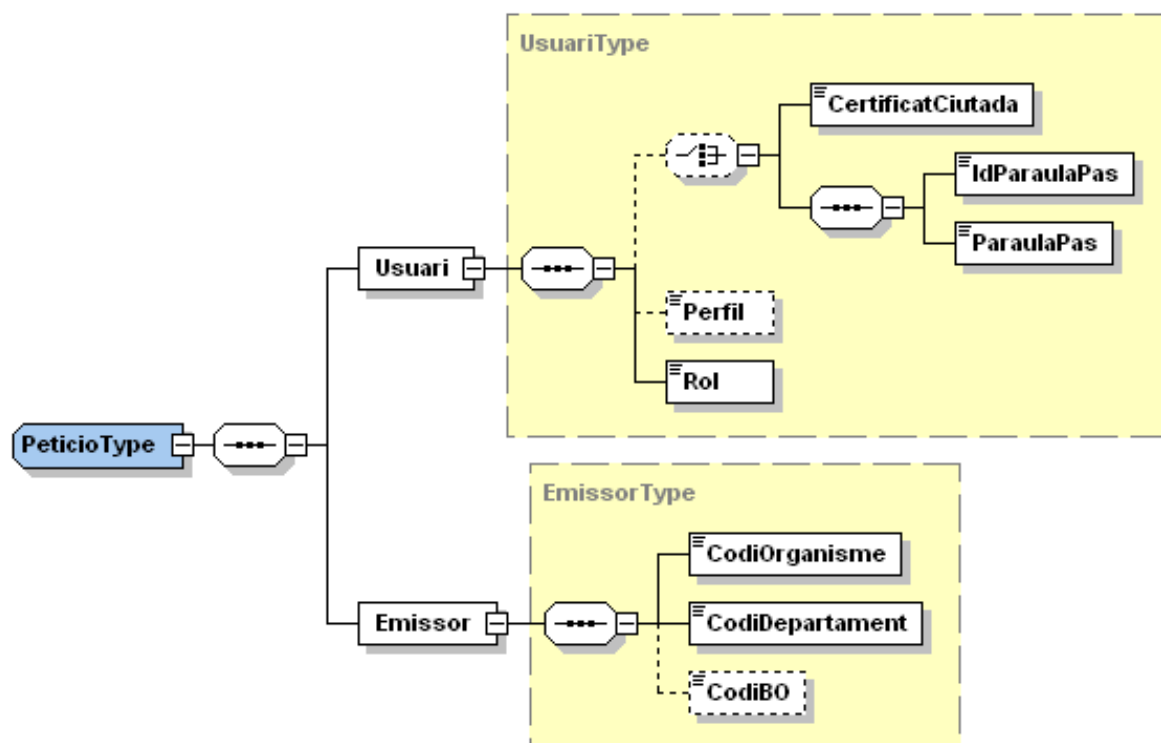 UsuariType
CertificatCiutada
IdParaulaPas
ParaulaPas
Usuari
Perfil
Rol
PeticioType
EmissorType
CodiOrganisme
Emissor
CodiDepartament
CodiBO